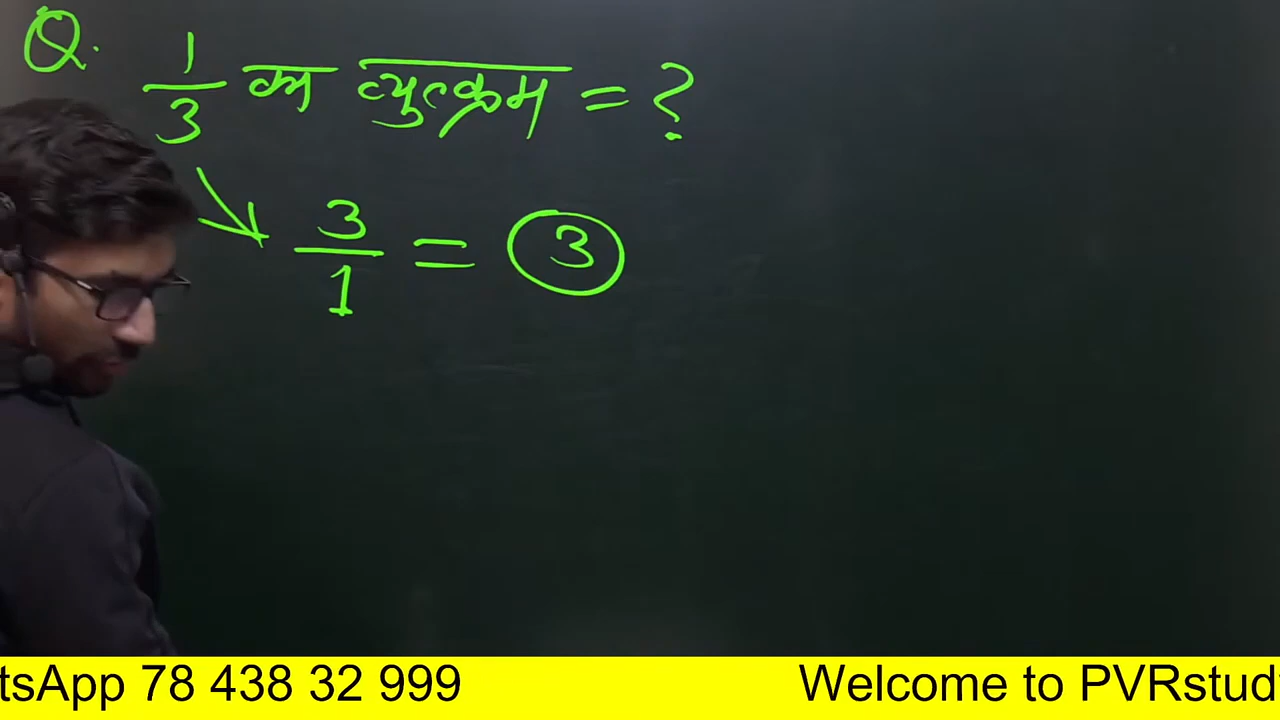 Q. 1/3 का व्युत्क्रम = ?
3/1 = 3
tsApp 78 438 32 999 Welcome to PVRstud